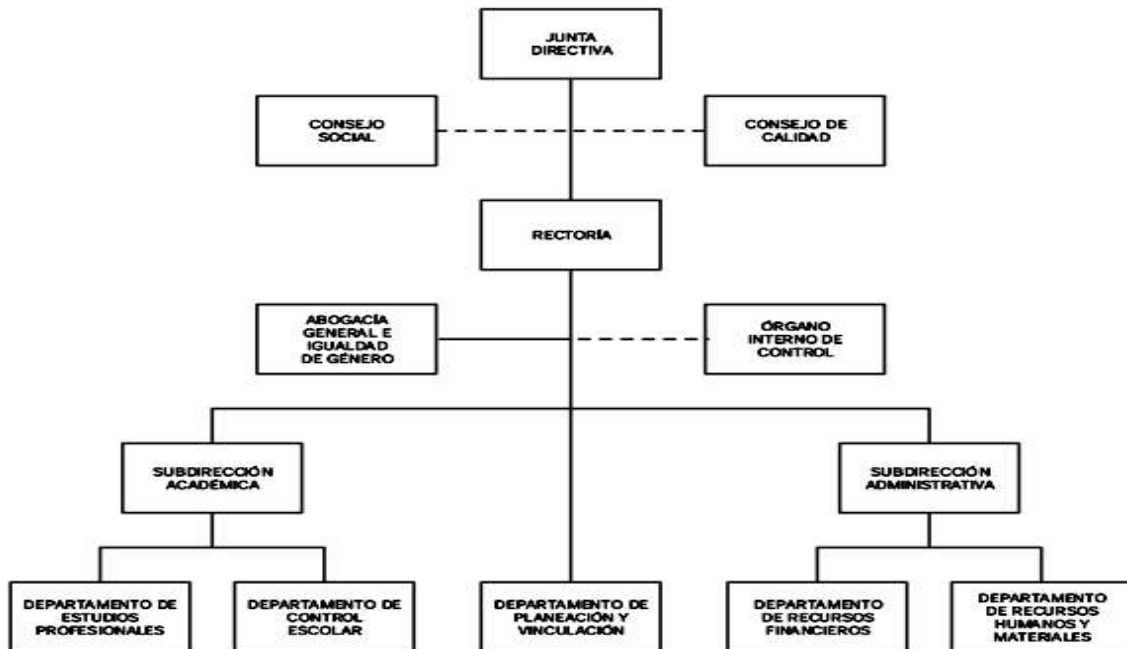 JUNTA
DIRECTIVA
CONSEJO
SOCIAL
CONSEJO DE
CALIDAD
RECTORÍA
ABOGACÍA
GENERAL E
IGUALDAD
DE GÉNERO
ÓRGANO
INTERNO DE
CONTROL
SUBDIRECCIÓN
ACADÉMICA
SUBDIRECCIÓN
ADMINISTRATIVA
DEPARTAMENTO DE
ESTUDIOS
PROFESIONALES
DEPARTAMENTO DE
CONTROL
ESCOLAR
DEPARTAMENTO DE
PLANEACIÓN Y
VINCULACIÓN
DEPARTAMENTO
DE RECURSOS
FINANCIEROS
DEPARTAMENTO
DE RECURSOS
HUMANOS Y
MATERIALES